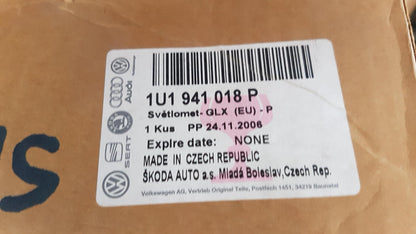 1U1 941 018 P
Světlomet- GLX (EU) - P
1 Kus PP 24.11.2006
Expire date: NONE
MADE IN CZECH REPUBLIC
ŠKODA AUTO a.s. Mladá Boleslav, Czech Rep.
Volkswagen AG, Vertrieb Original Teile, Postfach 1451, 34219 Baunatal
Audi
SEAT